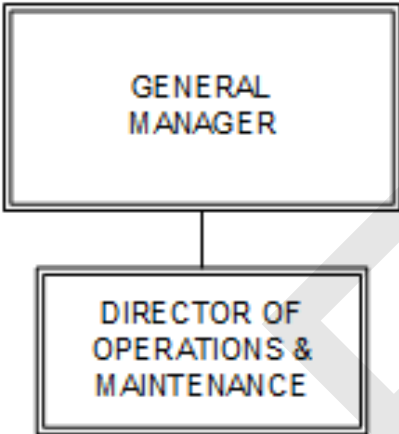 GENERAL
MANAGER
DIRECTOR OF
OPERATIONS &
MAINTENANCE